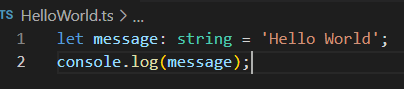 TS HelloWorld.ts > ...
1 let message: string = 'Hello World';
2 console.log(message);